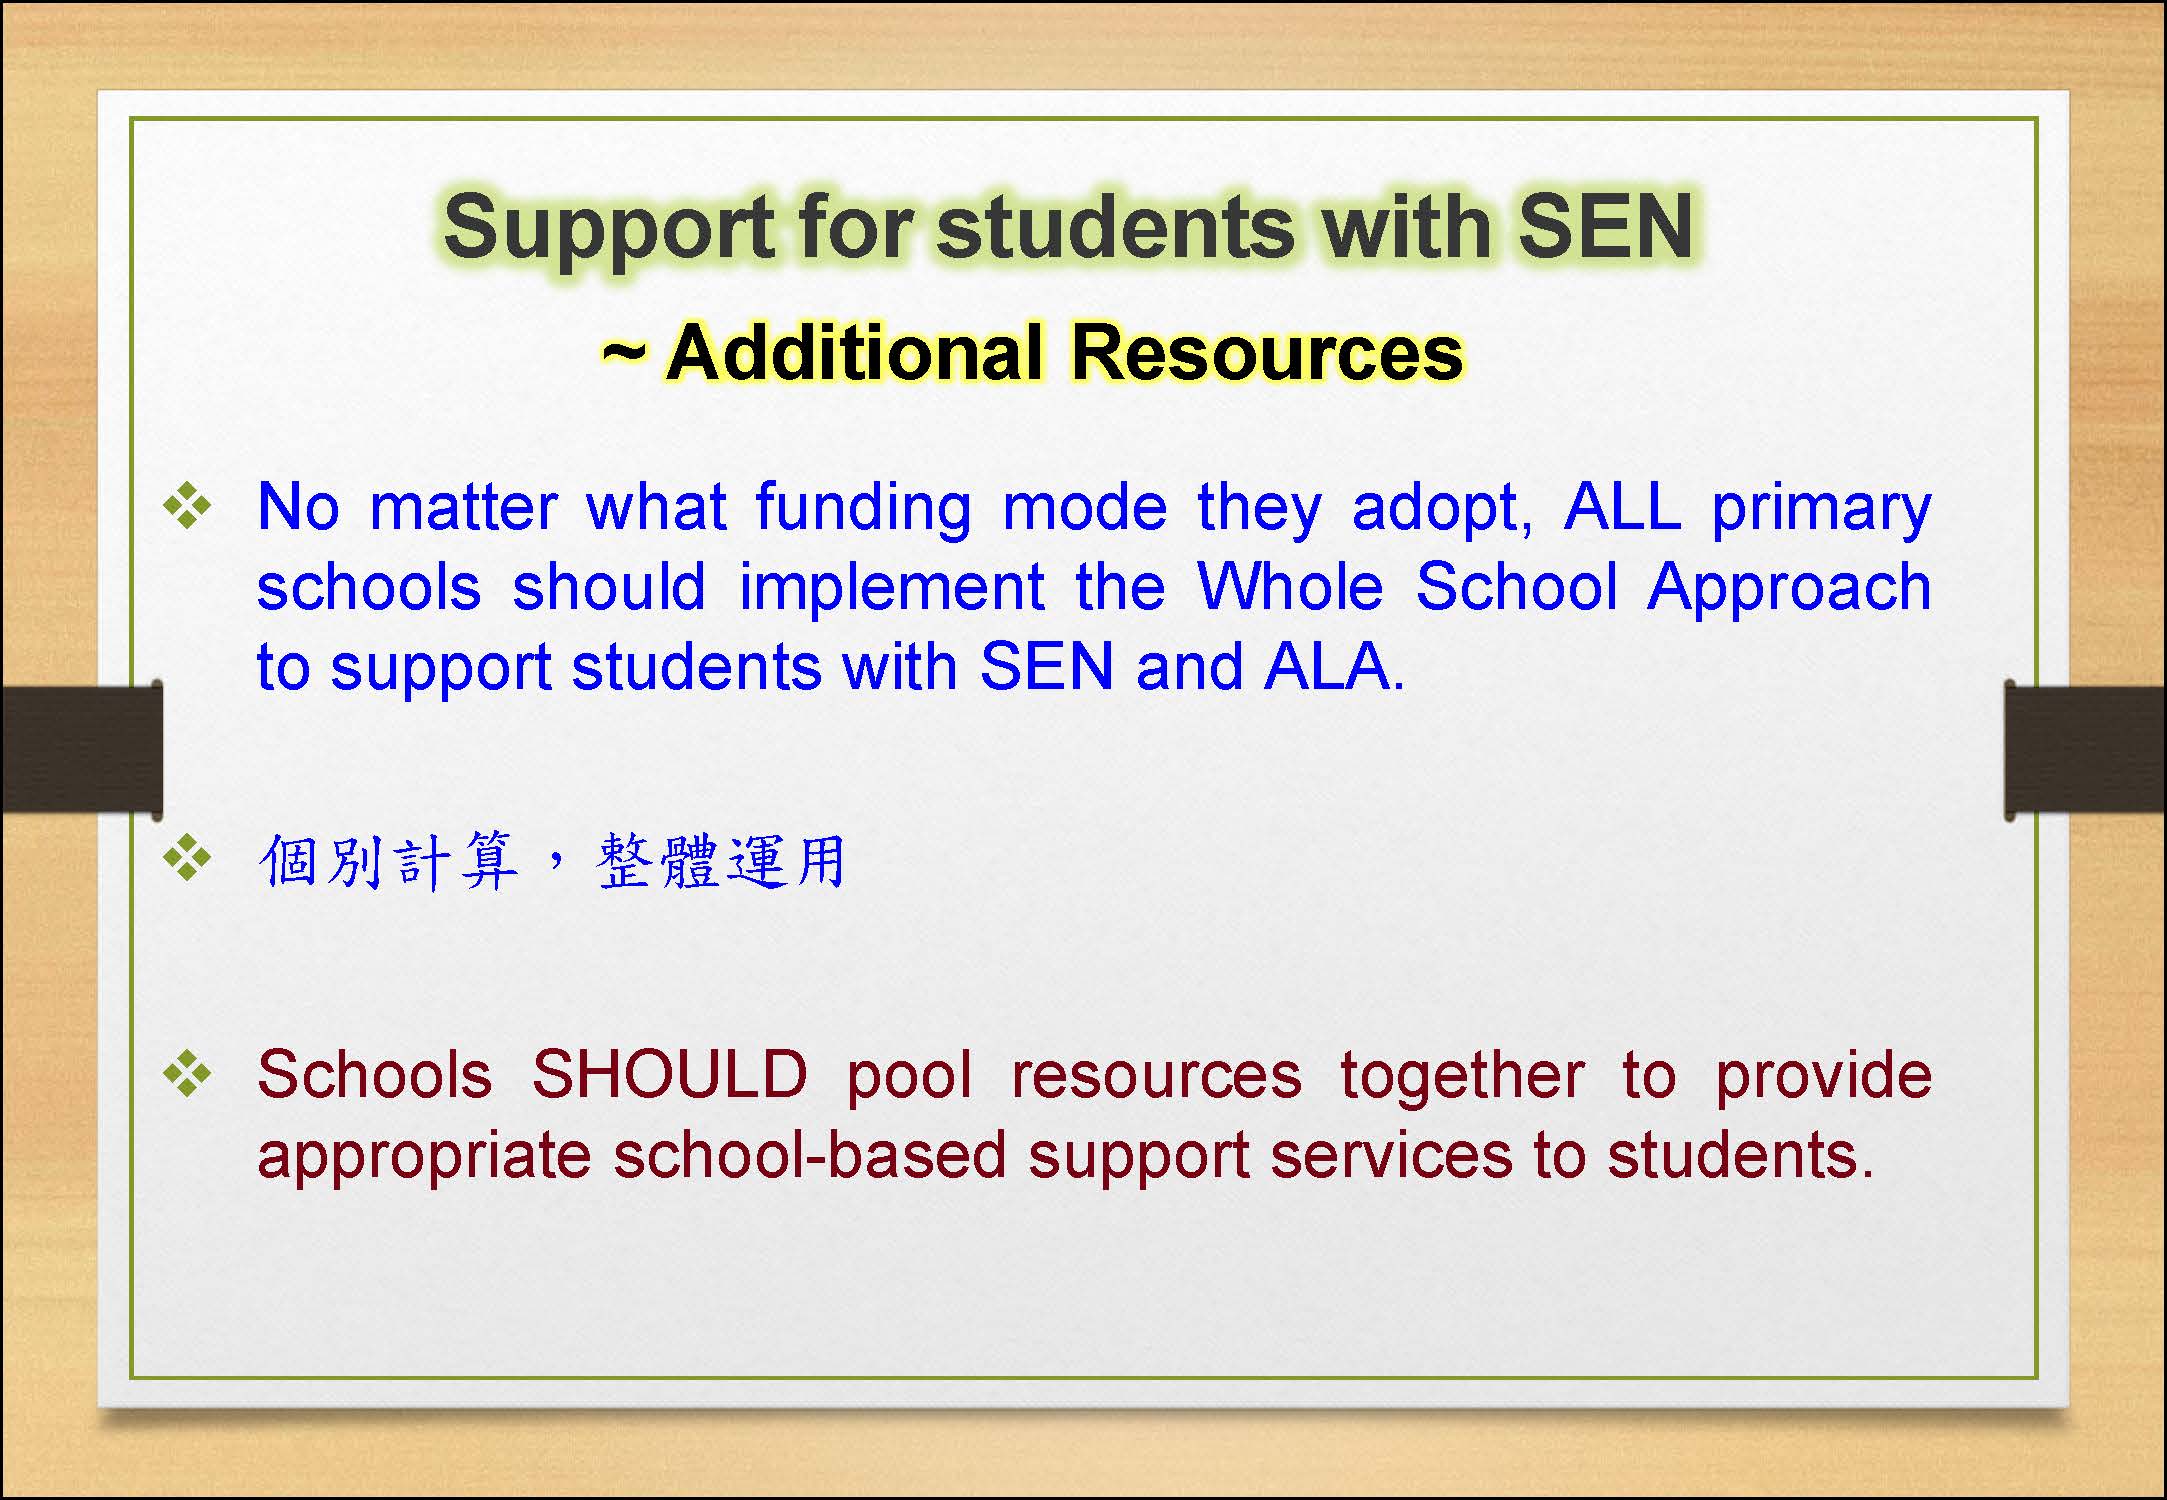 Support for students with SEN
~ Additional Resources
❖ No matter what funding mode they adopt, ALL primary
schools should implement the Whole School Approach
to support students with SEN and ALA.
❖ 個別計算，整體運用
❖ Schools SHOULD pool resources together to provide
appropriate school-based support services to students.